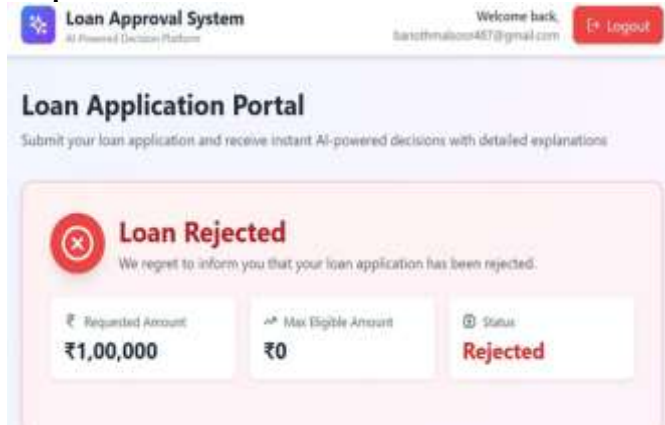 Loan Approval System
AI-Powered Decision Platform
Welcome back,
Logout
Loan Application Portal
Submit your loan application and receive instant AI-powered decisions with detailed explanations
Loan Rejected
We regret to inform you that your loan application has been rejected.
₹ Requested Amount
₹1,00,000
Max Eligible Amount
₹0
Status
Rejected